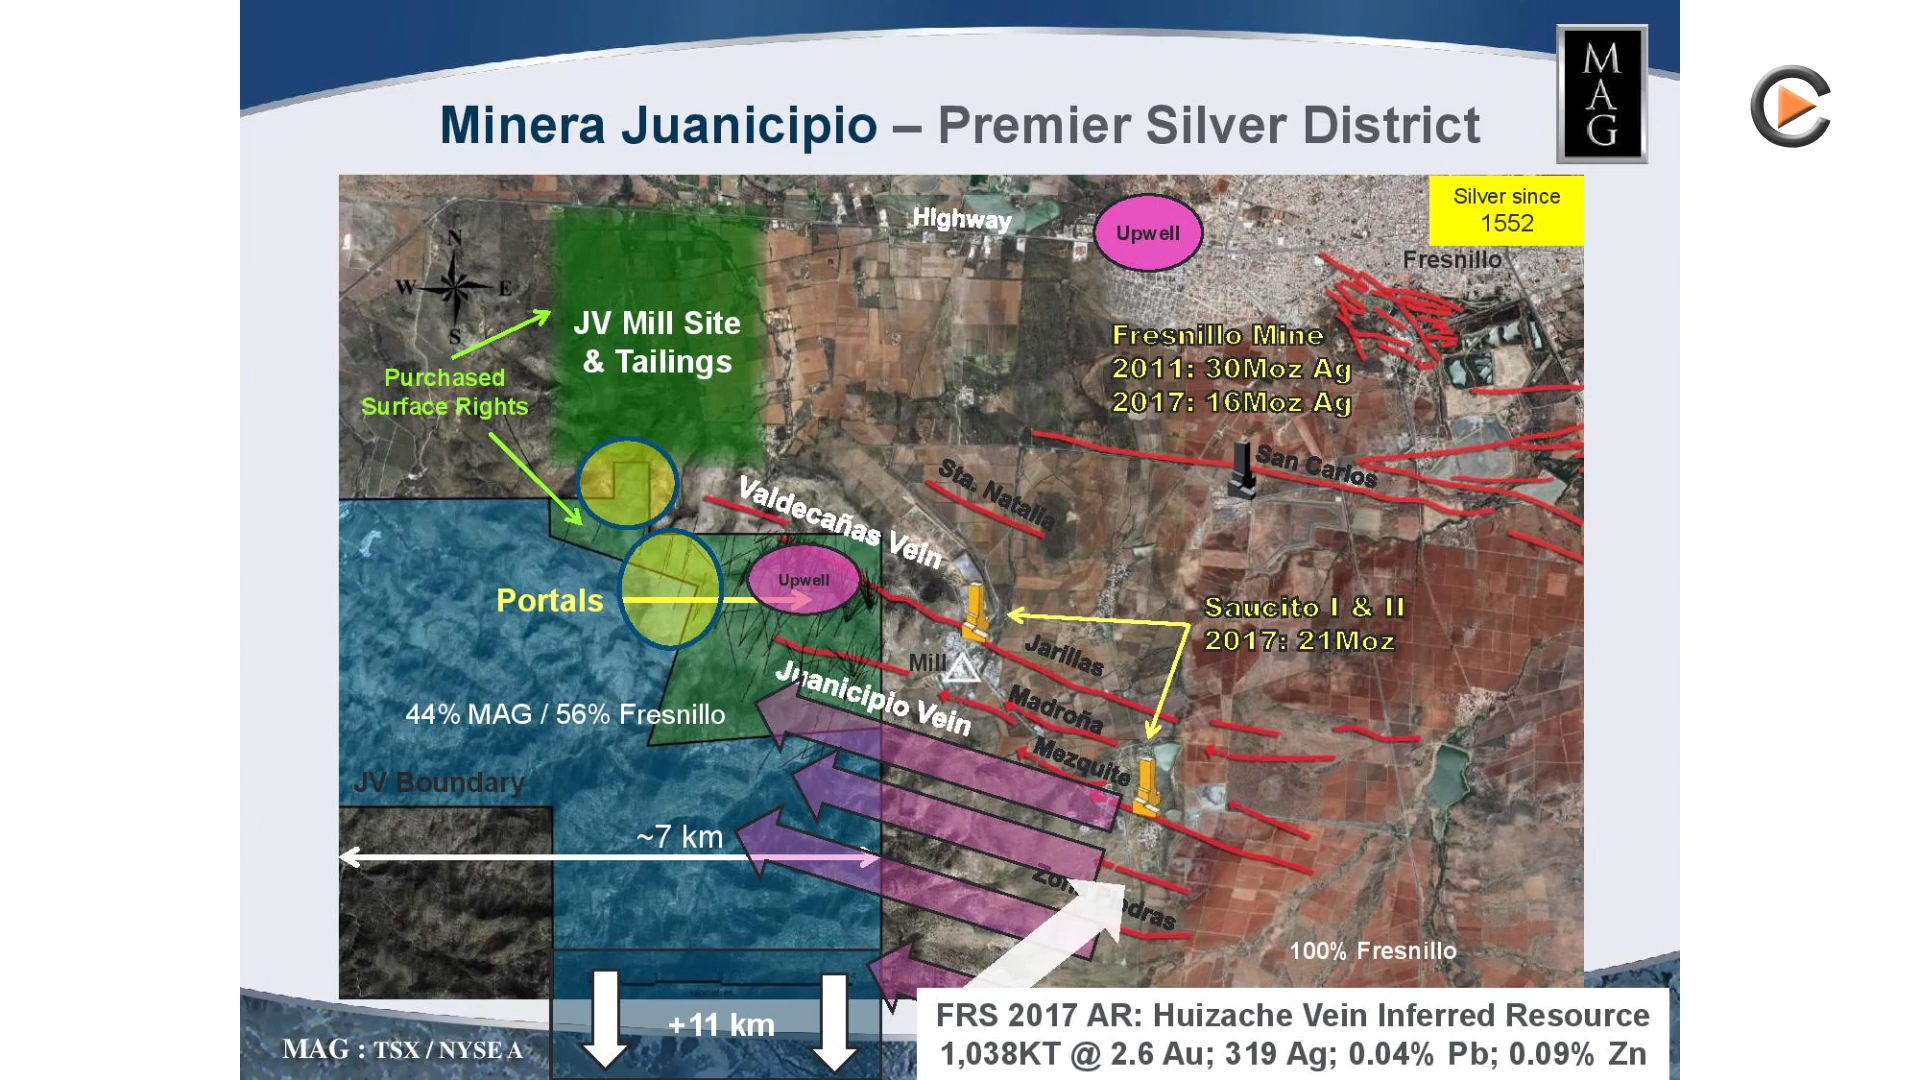 M
A
G
Minera Juanicipio – Premier Silver District
Silver since
1552
Highway
Upwell
Fresnillo
N
W
E
S
JV Mill Site
& Tailings
Purchased
Surface Rights
Fresnillo Mine
2011: 30Moz Ag
2017: 16Moz Ag
San Carlos
Sta. Natalia
Valdecañas Vein
Upwell
Portals
Saucito I & II
2017: 21Moz
Jarillas
Mill
Juanicipio Vein
Madroña
Mezquite
44% MAG / 56% Fresnillo
JV Boundary
~7 km
100% Fresnillo
+11 km
FRS 2017 AR: Huizache Vein Inferred Resource
1,038KT @ 2.6 Au; 319 Ag; 0.04% Pb; 0.09% Zn
MAG : TSX / NYSE A